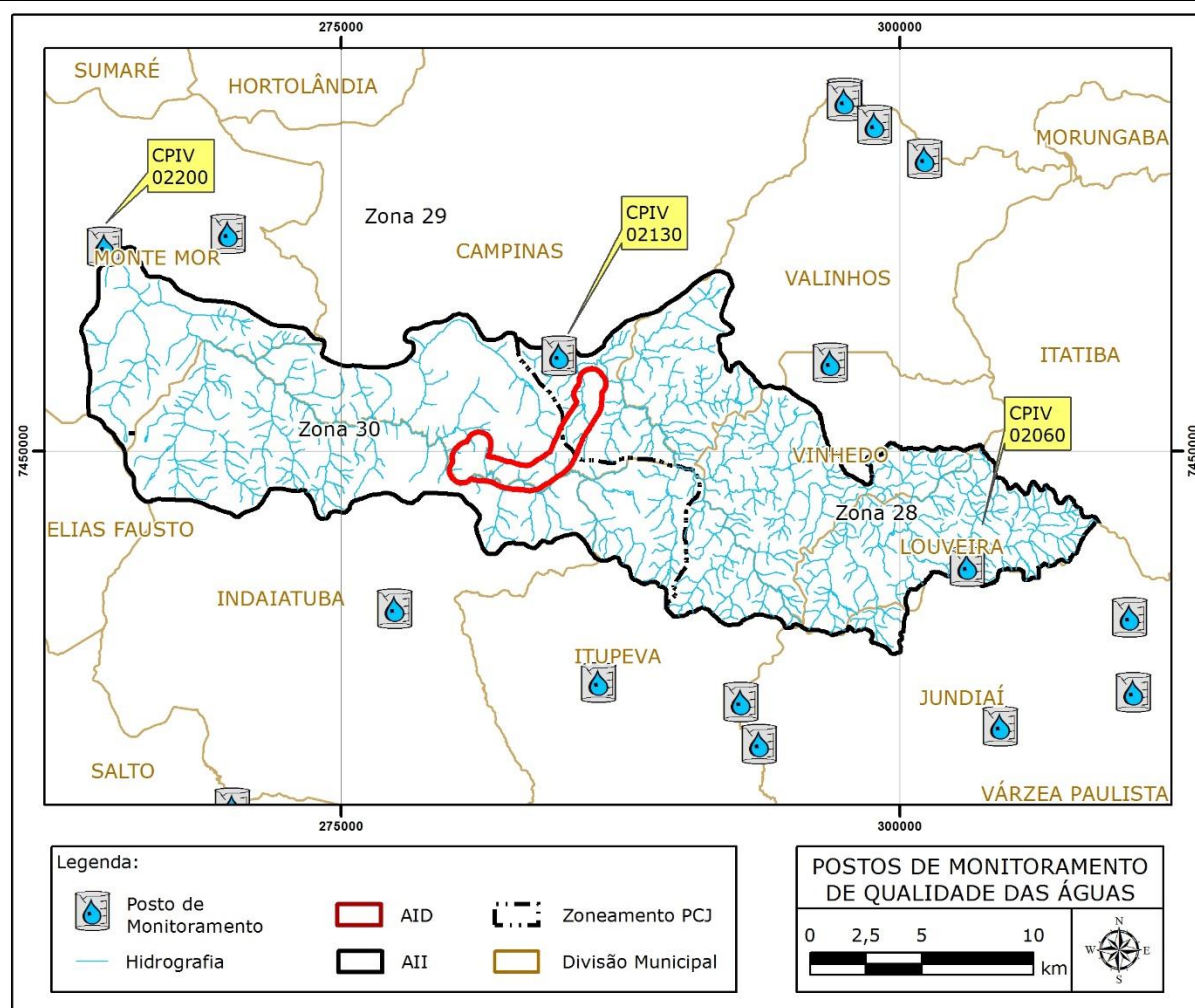 275000
300000
SUMARÉ
HORTOLÂNDIA
MORUNGABA
CPIV
02200
Zona 29
CPIV
02130
CAMPINAS
MONTE MOR
VALINHOS
ITATIBA
CPIV
02060
Zona 30
7450000
7450000
VINHEDO
Zona 28
ELIAS FAUSTO
LOUVEIRA
INDAIATUBA
ITUPEVA
JUNDIAÍ
SALTO
VÁRZEA PAULISTA
275000
300000
Legenda:
Posto de
Monitoramento
AID
Zoneamento PCJ
Hidrografia
AII
Divisão Municipal
POSTOS DE MONITORAMENTO
DE QUALIDADE DAS ÁGUAS
0 2,5 5 10
km
N
W E
S